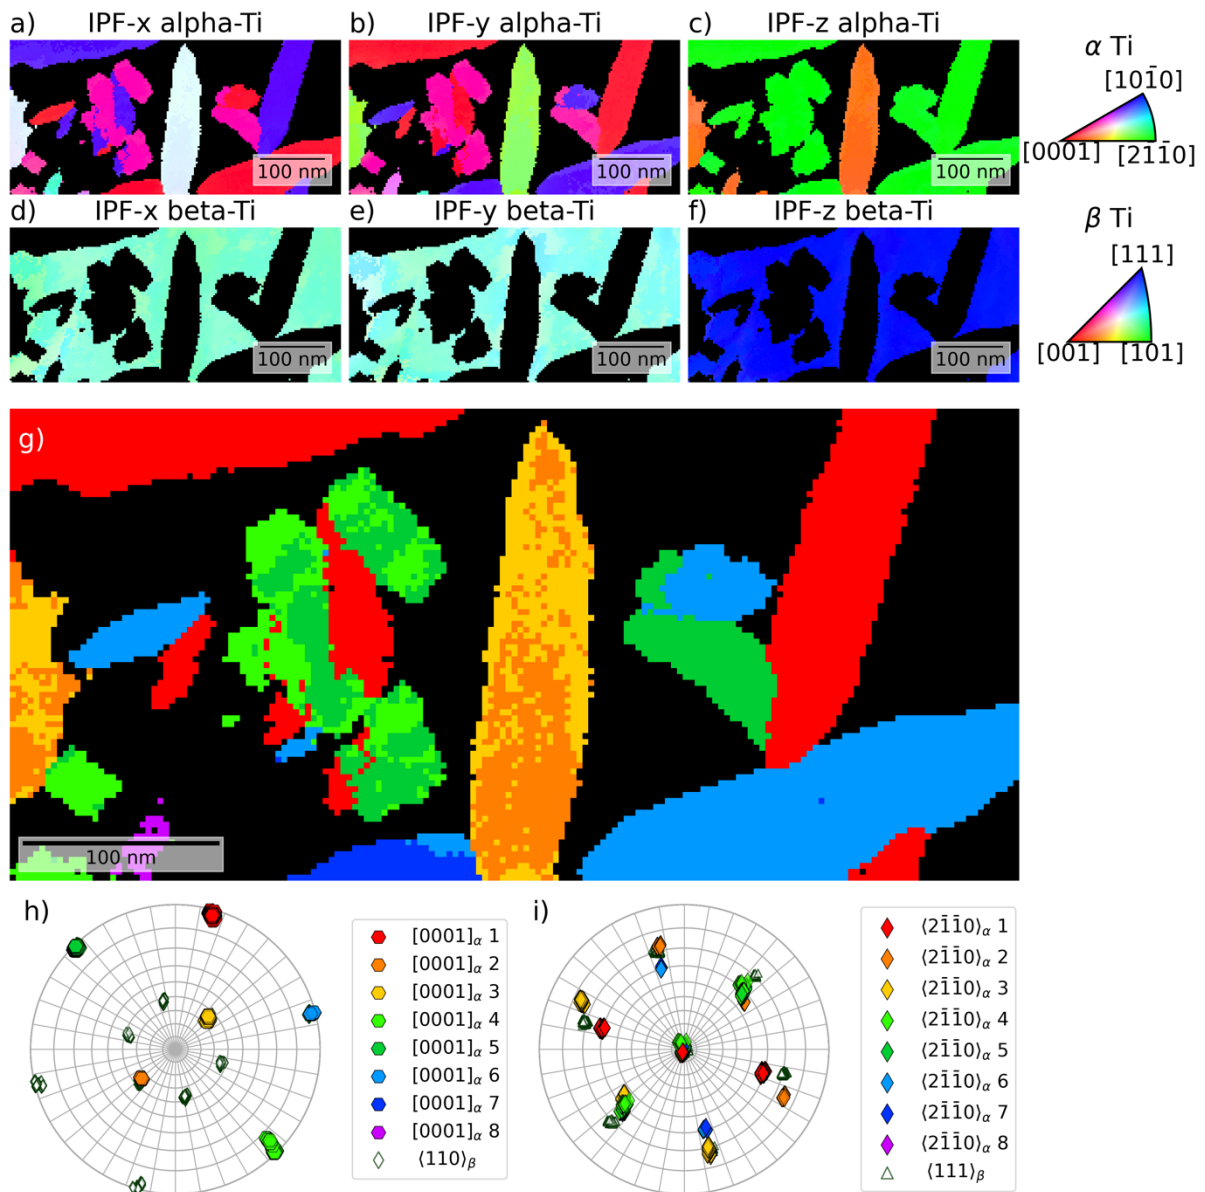 a) IPF-x alpha-Ti b) IPF-y alpha-Ti c) IPF-z alpha-Ti
α Ti
[101̄0]
[0001] [21̄1̄0]
100 nm 100 nm 100 nm
d) IPF-x beta-Ti e) IPF-y beta-Ti f) IPF-z beta-Ti
β Ti
[111]
[001] [101]
100 nm 100 nm 100 nm
g)
100 nm
h)
[0001]α 1
[0001]α 2
[0001]α 3
[0001]α 4
[0001]α 5
[0001]α 6
[0001]α 7
[0001]α 8
⟨110⟩β
i)
⟨21̄1̄0⟩α 1
⟨21̄1̄0⟩α 2
⟨21̄1̄0⟩α 3
⟨21̄1̄0⟩α 4
⟨21̄1̄0⟩α 5
⟨21̄1̄0⟩α 6
⟨21̄1̄0⟩α 7
⟨21̄1̄0⟩α 8
⟨111⟩β